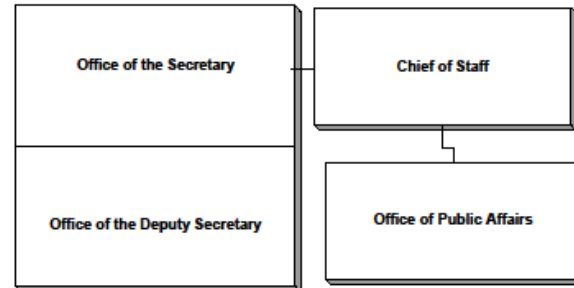 Office of the Secretary
Chief of Staff
Office of the Deputy Secretary
Office of Public Affairs